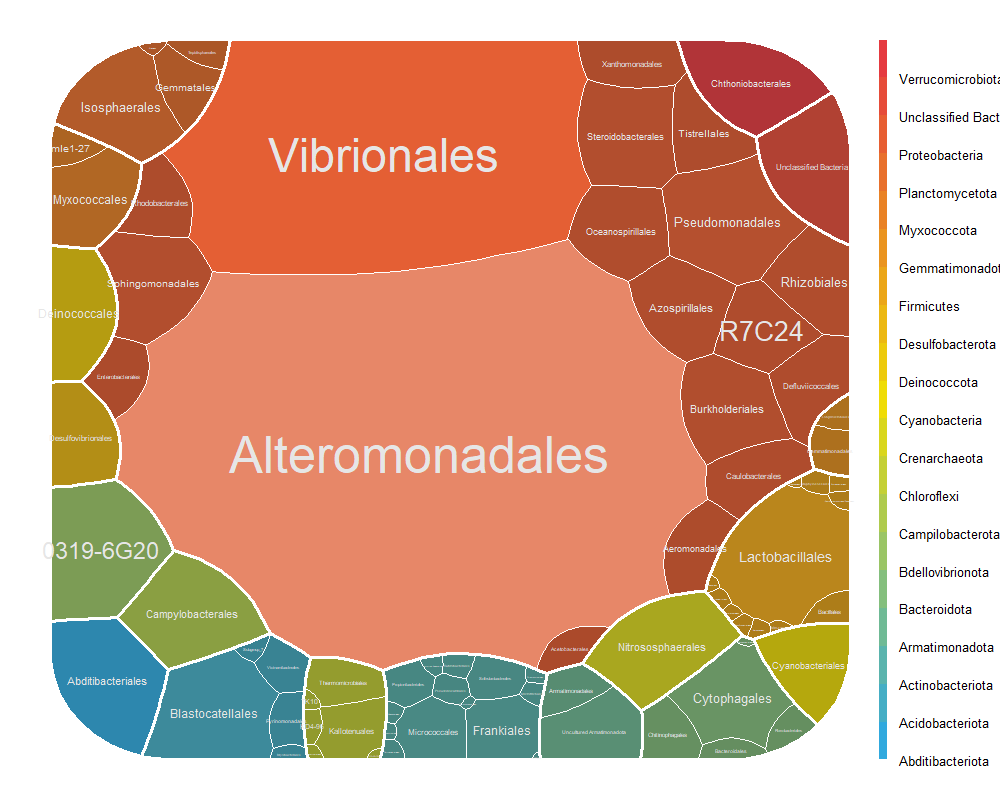 Isosphaerales
Gemmatales
mle1-27
Myxococcales
Rhodobacterales
Sphingomonadales
Deinococcales
Enterobacterales
Desulfovibrionales
0319-6G20
Campylobacterales
Abditibacteriales
Blastocatellales
Vibrionales
Alteromonadales
Xanthomonadales
Steroidobacterales
Tistrellales
Oceanospirillales
Pseudomonadales
Azospirillales
R7C24
Rhizobiales
Defluviicoccales
Burkholderiales
Caulobacterales
Aeromonadales
Acetobacterales
Chthoniobacterales
Unclassified Bacteria
Lactobacillales
Bacillales
Nitrososphaerales
Cyanobacteriales
Cytophagales
Chitinophagales
Bacteroidales
Armatimonadales
Uncultured Armatimonadota
Thermomicrobiales
Kallotenuales
Micrococcales
Frankiales
Verrucomicrobiota
Unclassified Bact
Proteobacteria
Planctomycetota
Myxococcota
Gemmatimonadot
Firmicutes
Desulfobacterota
Deinococcota
Cyanobacteria
Crenarchaeota
Chloroflexi
Campilobacterota
Bdellovibrionota
Bacteroidota
Armatimonadota
Actinobacteriota
Acidobacteriota
Abditibacteriota